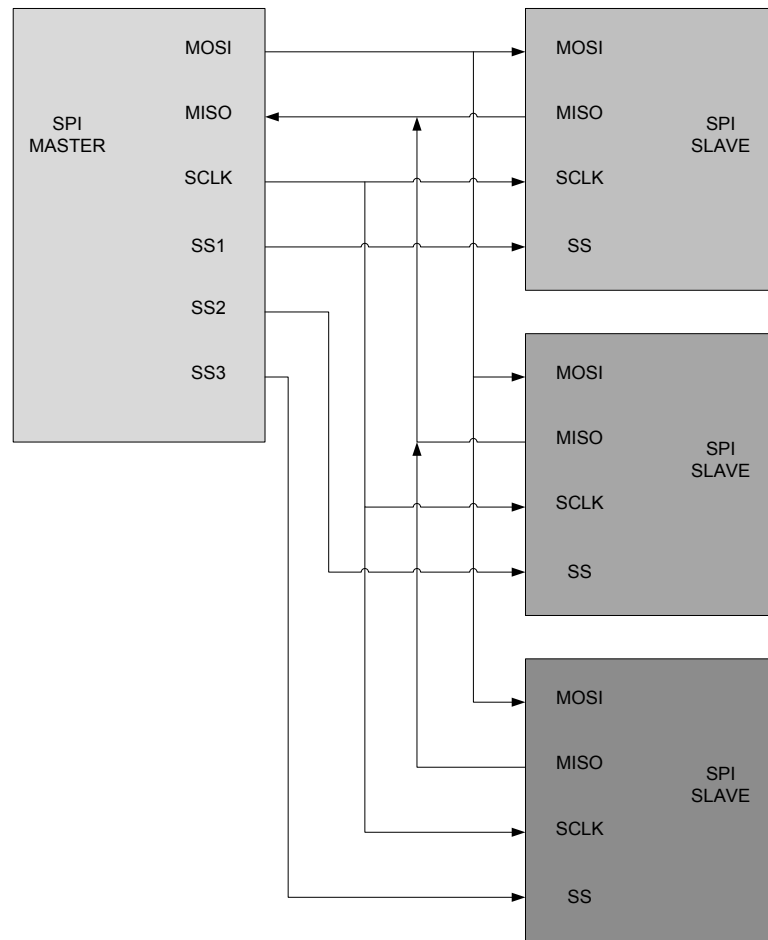 MOSI
MISO
SPI
MASTER
SCLK
SS1
SS2
SS3
MOSI
MISO
SPI
SLAVE
SCLK
SS
MOSI
MISO
SPI
SLAVE
SCLK
SS
MOSI
MISO
SPI
SLAVE
SCLK
SS